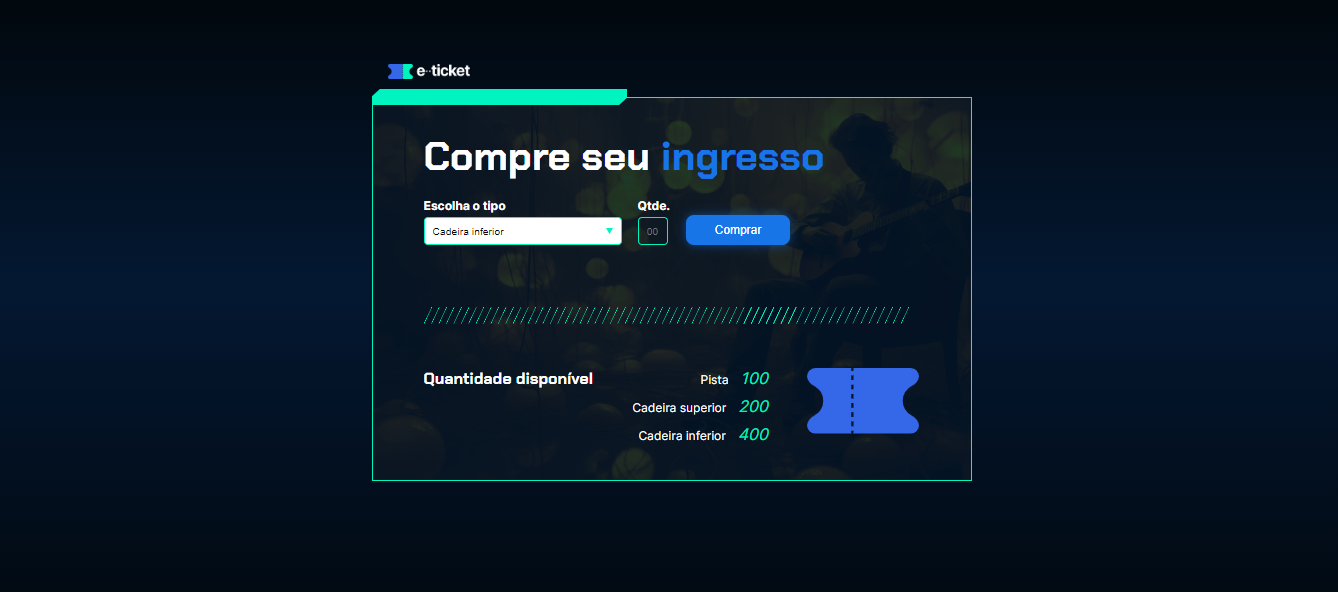 e··ticket
Compre seu ingresso
Escolha o tipo
Qtde.
Cadeira inferior
00
Comprar
Quantidade disponível
Pista 100
Cadeira superior 200
Cadeira inferior 400